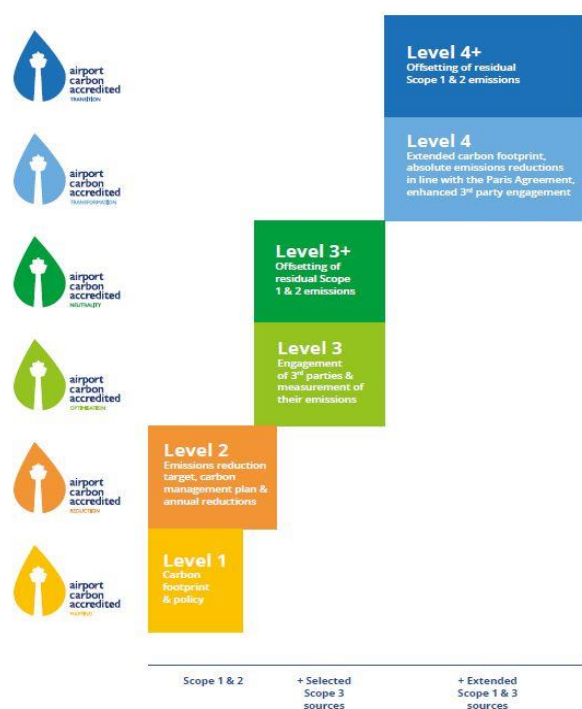 airport
carbon
accredited
TRANSITION
Level 4+
Offsetting of residual
Scope 1 & 2 emissions
airport
carbon
accredited
TRANSFORMATION
Level 4
Extended carbon footprint,
absolute emissions reductions
in line with the Paris Agreement,
enhanced 3rd party engagement
airport
carbon
accredited
NEUTRALITY
Level 3+
Offsetting of
residual Scope
1 & 2 emissions
airport
carbon
accredited
OPTIMISATION
Level 3
Engagement
of 3rd parties &
measurement of
their emissions
airport
carbon
accredited
REDUCTION
Level 2
Emissions reduction
target, carbon
management plan &
annual reductions
airport
carbon
accredited
MAPPING
Level 1
Carbon
footprint
& policy
Scope 1 & 2
+ Selected
Scope 3
sources
+ Extended
Scope 1 & 3
sources